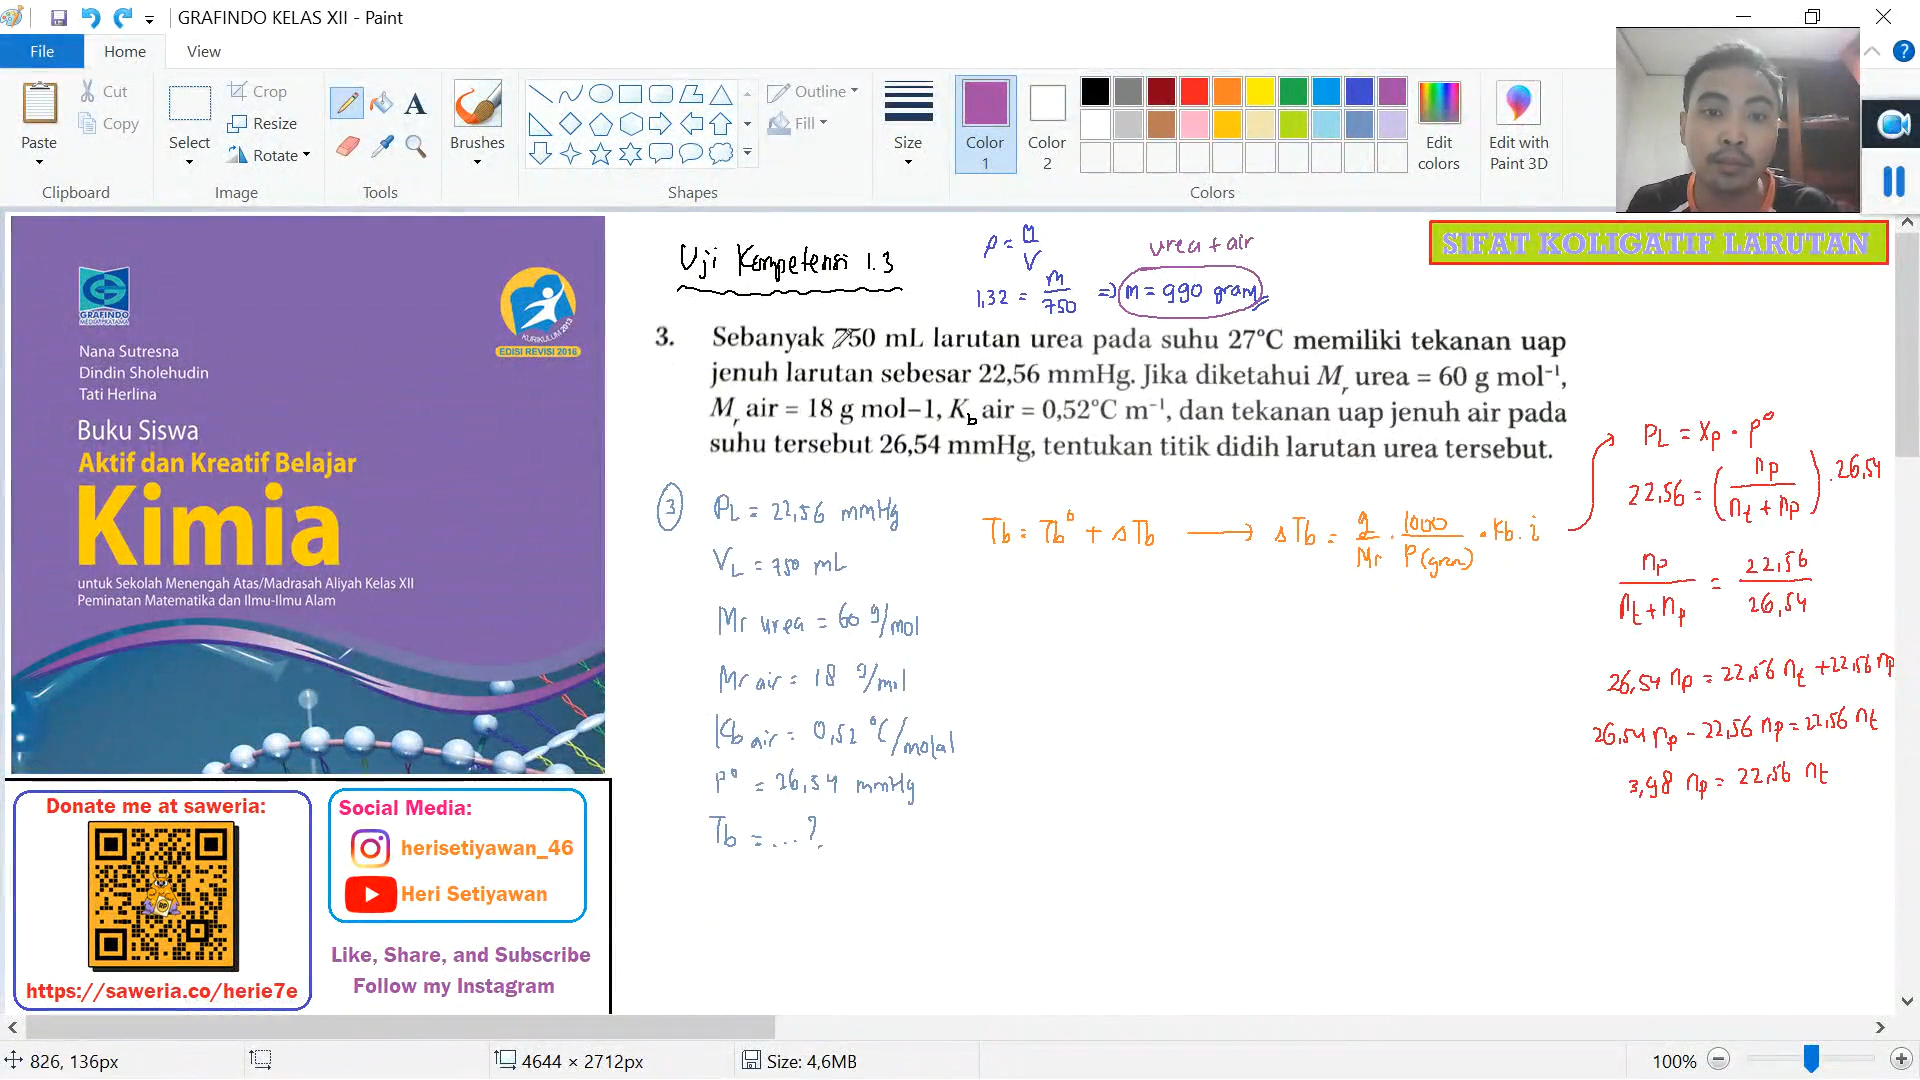 GRAFINDO KELAS XII - Paint
File
Home
View
Paste
Cut
Copy
Clipboard
Select
Crop
Resize
Rotate
Image
A
Tools
Brushes
Outline
Fill
Shapes
Size
Color 1
Color 2
Edit colors
Colors
Edit with Paint 3D
GRAFINDO
MEDIA PRATAMA
Nana Sutresna
Dindin Sholehudin
Tati Herlina
KURIKULUM 2013
EDISI REVISI 2016
Buku Siswa
Aktif dan Kreatif Belajar
Kimia
untuk Sekolah Menengah Atas/Madrasah Aliyah Kelas XII
Peminatan Matematika dan Ilmu-Ilmu Alam
Donate me at saweria:
https://saweria.co/herie7e
Social Media:
herisetiyawan_46
Heri Setiyawan
Like, Share, and Subscribe
Follow my Instagram
SIFAT KOLIGATIF LARUTAN
Uji Kompetensi 1.3
ρ = m/V
1,32 = m/750 => m = 990 gram
urea + air
3. Sebanyak 750 mL larutan urea pada suhu 27°C memiliki tekanan uap
jenuh larutan sebesar 22,56 mmHg. Jika diketahui Mr urea = 60 g mol⁻¹,
Mr air = 18 g mol–1, Kb air = 0,52°C m⁻¹, dan tekanan uap jenuh air pada
suhu tersebut 26,54 mmHg, tentukan titik didih larutan urea tersebut.
3
PL = 22,56 mmHg
VL = 750 mL
Mr urea = 60 g/mol
Mr air = 18 g/mol
Kb air = 0,52 °C/molal
P° = 26,54 mmHg
Tb = ...?
Tb = Tb° + ΔTb → ΔTb = g/Mr . 1000/P(gram) . Kb . i
PL = Xp . P°
22,56 = (np/(nt + np)) . 26,54
np/(nt + np) = 22,56/26,54
26,54 np = 22,56 nt + 22,56 np
26,54 np - 22,56 np = 22,56 nt
3,98 np = 22,56 nt
826, 136px
4644 × 2712px
Size: 4,6MB
100%